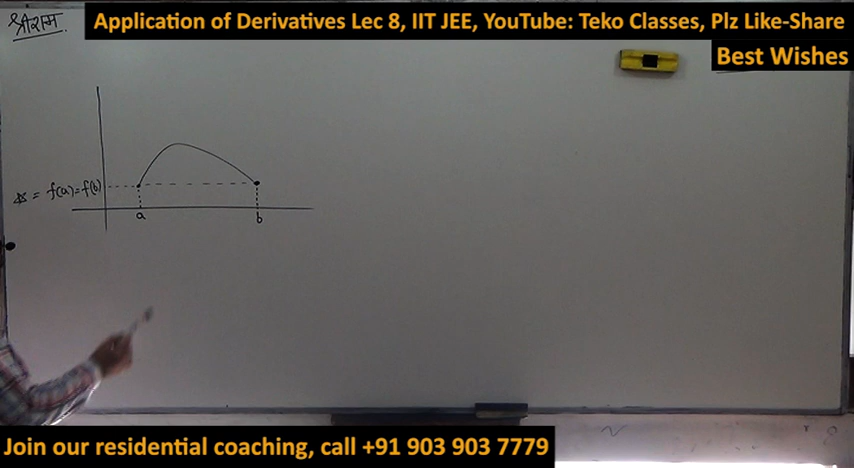 श्रीराम.
Application of Derivatives Lec 8, IIT JEE, YouTube: Teko Classes, Plz Like-Share
Best Wishes
= f(a)=f(b)
a
b
Join our residential coaching, call +91 903 903 7779